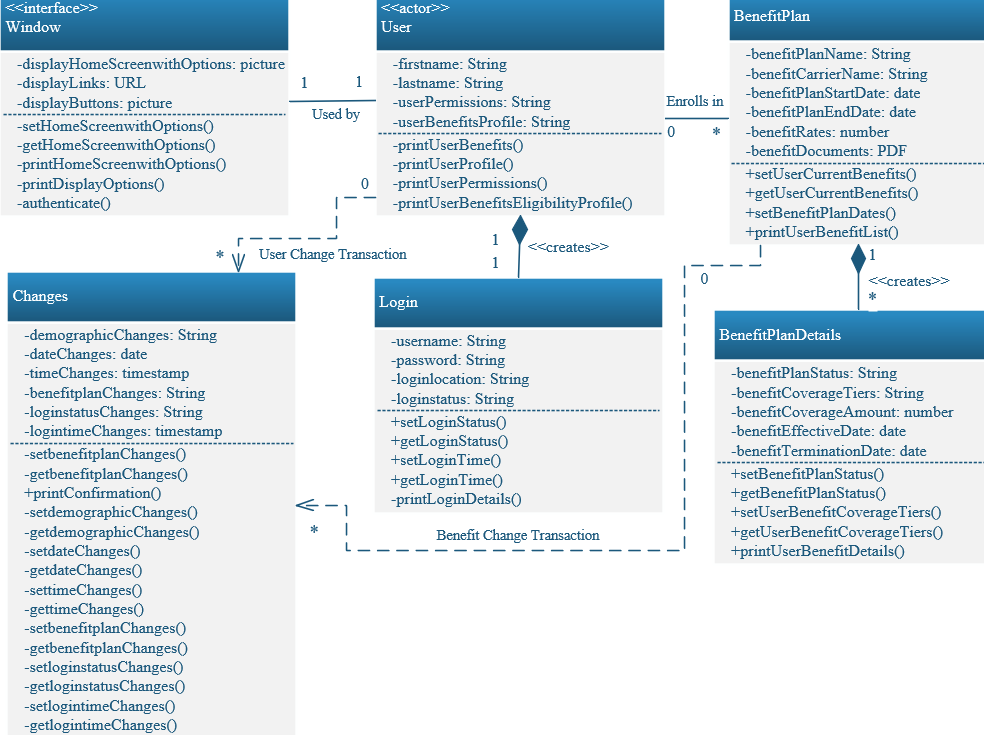 <<interface>>
Window
-displayHomeScreenwithOptions: picture
-displayLinks: URL
-displayButtons: picture
-setHomeScreenwithOptions()
-getHomeScreenwithOptions()
-printHomeScreenwithOptions()
-printDisplayOptions()
-authenticate()
1
1
Used by
<<actor>>
User
-firstname: String
-lastname: String
-userPermissions: String
-userBenefitsProfile: String
-printUserBenefits()
-printUserProfile()
-printUserPermissions()
-printUserBenefitsEligibilityProfile()
Enrolls in
0
*
BenefitPlan
-benefitPlanName: String
-benefitCarrierName: String
-benefitPlanStartDate: date
-benefitPlanEndDate: date
-benefitRates: number
-benefitDocuments: PDF
+setUserCurrentBenefits()
+getUserCurrentBenefits()
+setBenefitPlanDates()
+printUserBenefitList()
0
*
User Change Transaction
1
<<creates>>
1
0
1
<<creates>>
*
Changes
-demographicChanges: String
-dateChanges: date
-timeChanges: timestamp
-benefitplanChanges: String
-loginstatusChanges: String
-logintimeChanges: timestamp
-setbenefitplanChanges()
-getbenefitplanChanges()
+printConfirmation()
-setdemographicChanges()
-getdemographicChanges()
-setdateChanges()
-getdateChanges()
-settimeChanges()
-gettimeChanges()
-setbenefitplanChanges()
-getbenefitplanChanges()
-setloginstatusChanges()
-getloginstatusChanges()
-setlogintimeChanges()
-getlogintimeChanges()
Login
-username: String
-password: String
-loginlocation: String
-loginstatus: String
+setLoginStatus()
+getLoginStatus()
+setLoginTime()
+getLoginTime()
-printLoginDetails()
*
Benefit Change Transaction
BenefitPlanDetails
-benefitPlanStatus: String
-benefitCoverageTiers: String
-benefitCoverageAmount: number
-benefitEffectiveDate: date
-benefitTerminationDate: date
+setBenefitPlanStatus()
+getBenefitPlanStatus()
+setUserBenefitCoverageTiers()
+getUserBenefitCoverageTiers()
+printUserBenefitDetails()